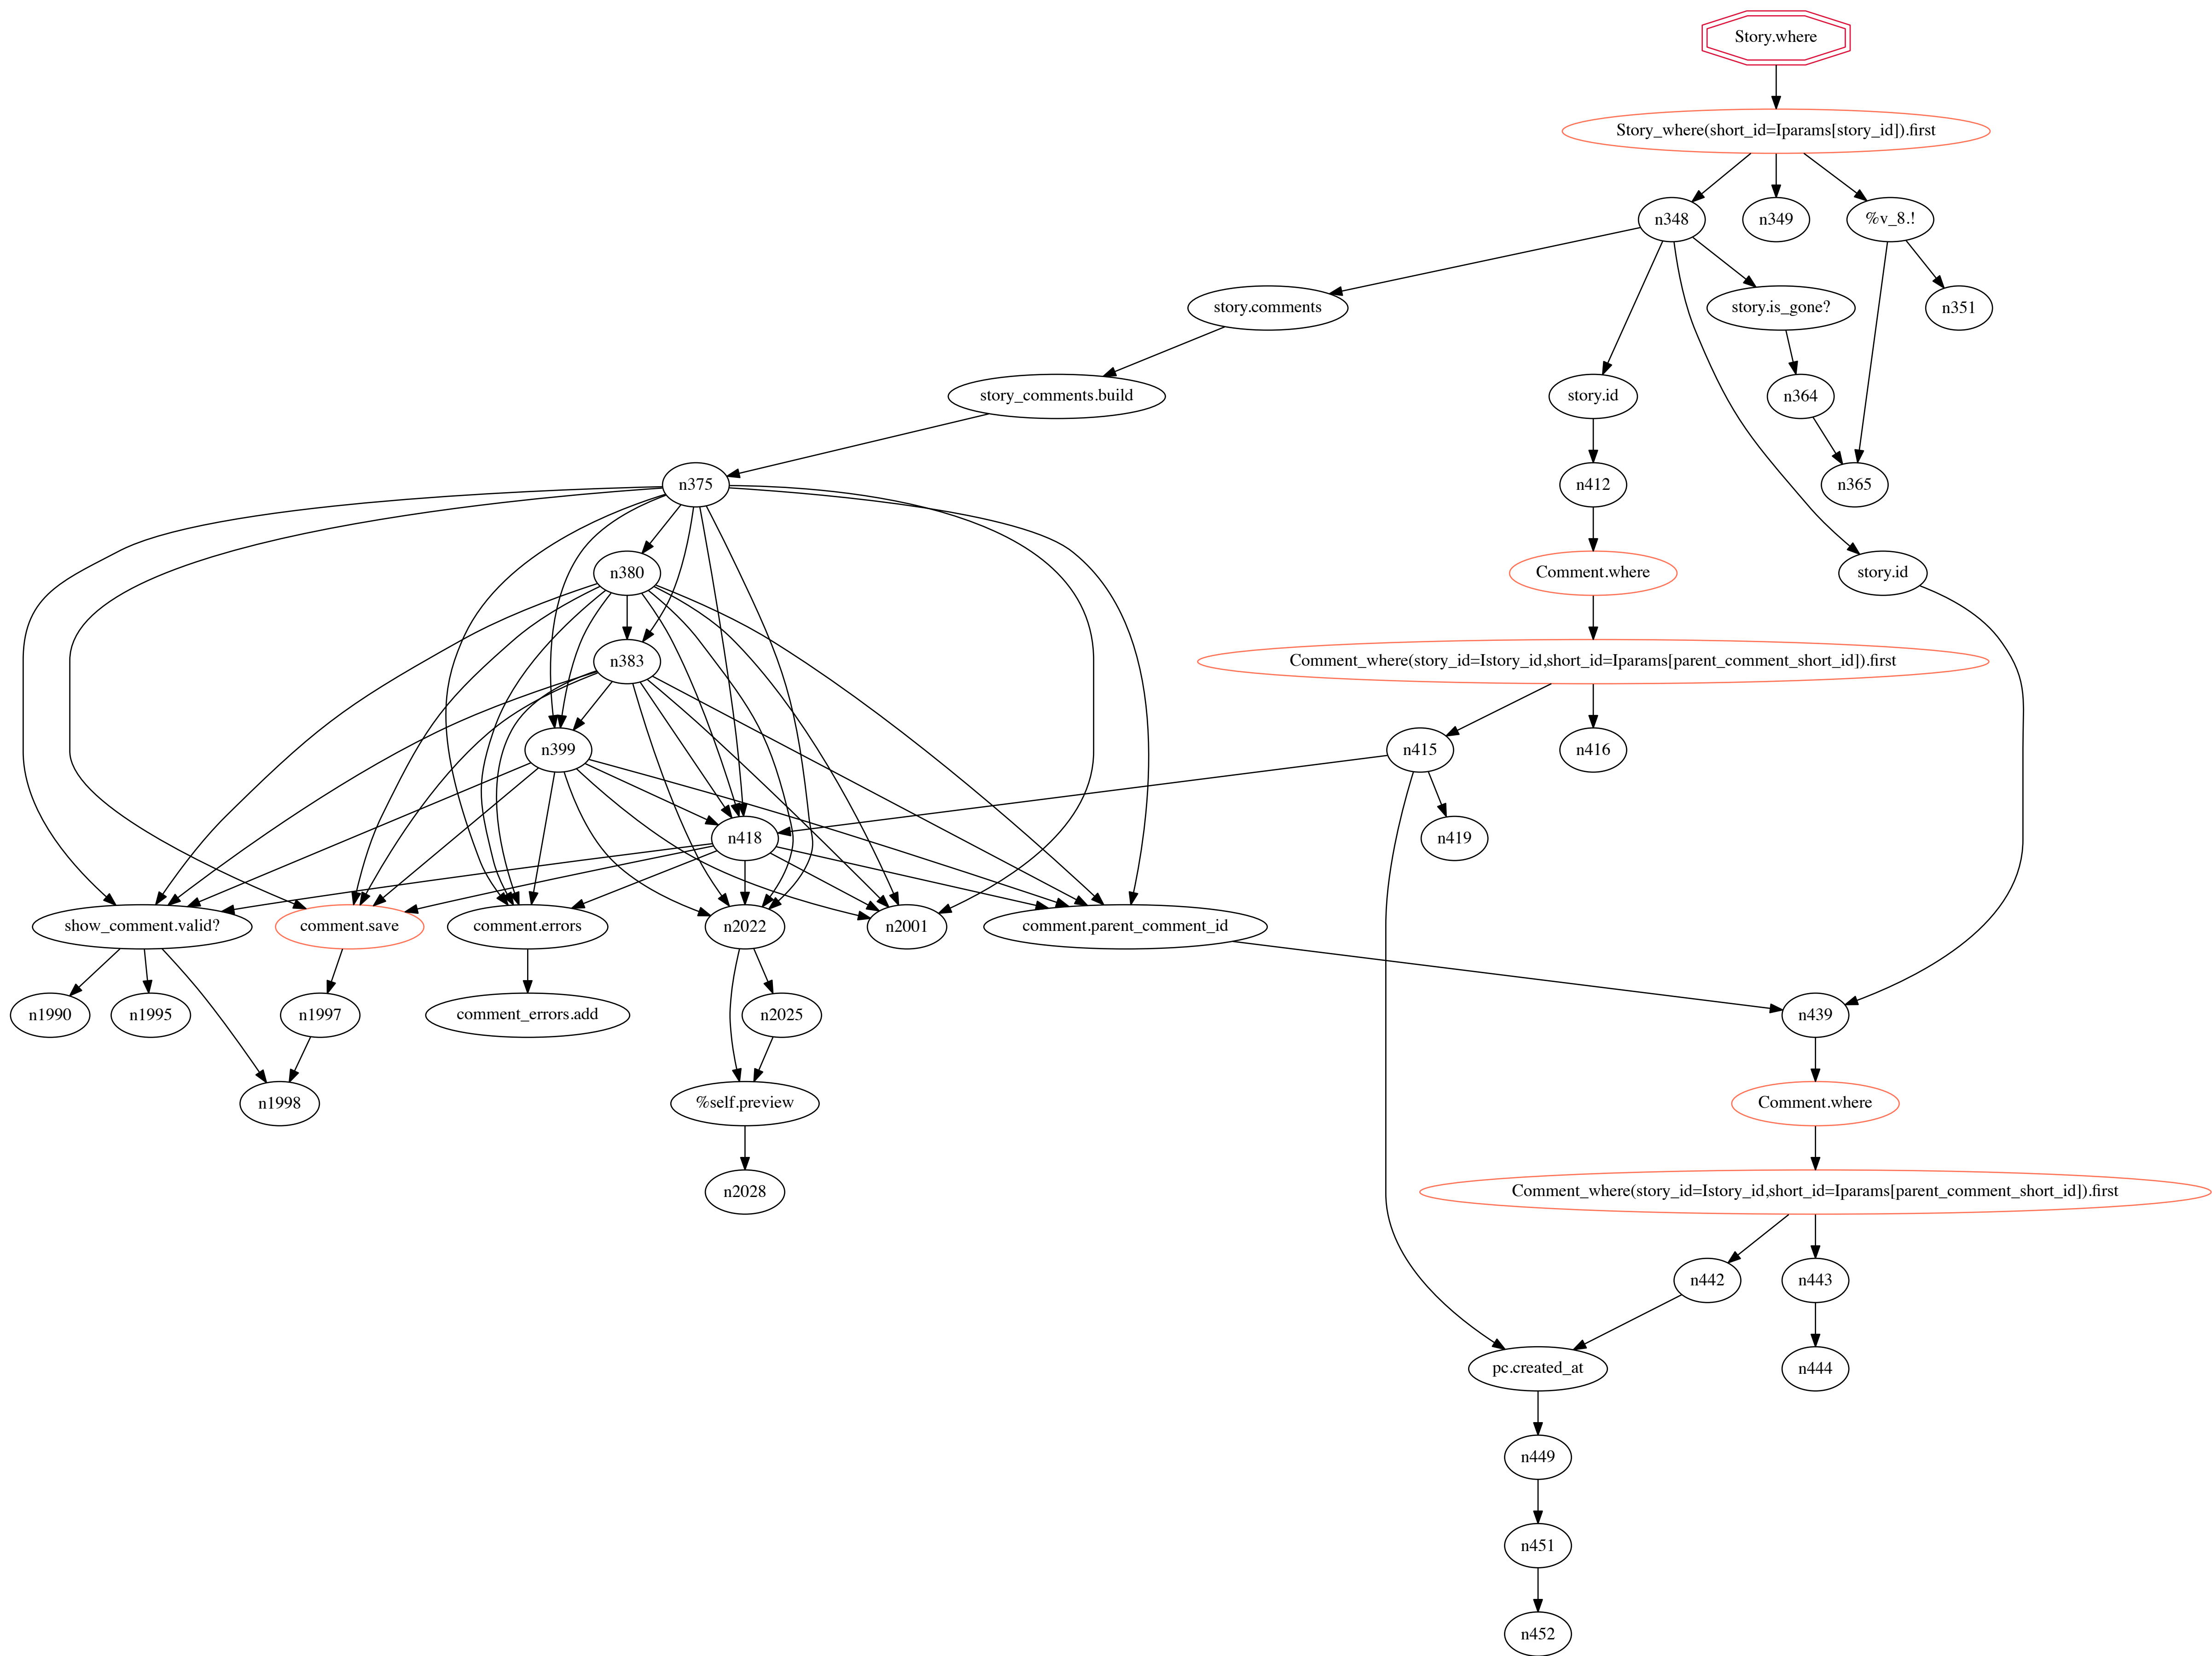 Story.where
Story_where(short_id=Iparams[story_id]).first
n348
n349
%v_8.!
story.comments
story.is_gone?
n351
story_comments.build
story.id
n364
n375
n412
n365
n380
Comment.where
story.id
n383
Comment_where(story_id=Istory_id,short_id=Iparams[parent_comment_short_id]).first
n399
n415
n416
n418
n419
show_comment.valid?
comment.save
comment.errors
n2022
n2001
comment.parent_comment_id
n1990
n1995
n1997
comment_errors.add
n2025
n439
n1998
%self.preview
Comment.where
n2028
Comment_where(story_id=Istory_id,short_id=Iparams[parent_comment_short_id]).first
n442
n443
pc.created_at
n444
n449
n451
n452